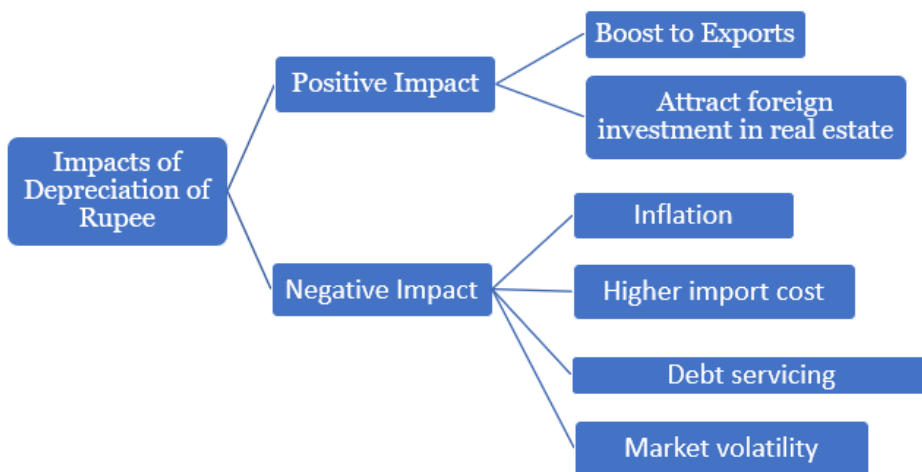 Impacts of
Depreciation of
Rupee
Positive Impact
Boost to Exports
Attract foreign
investment in real estate
Negative Impact
Inflation
Higher import cost
Debt servicing
Market volatility